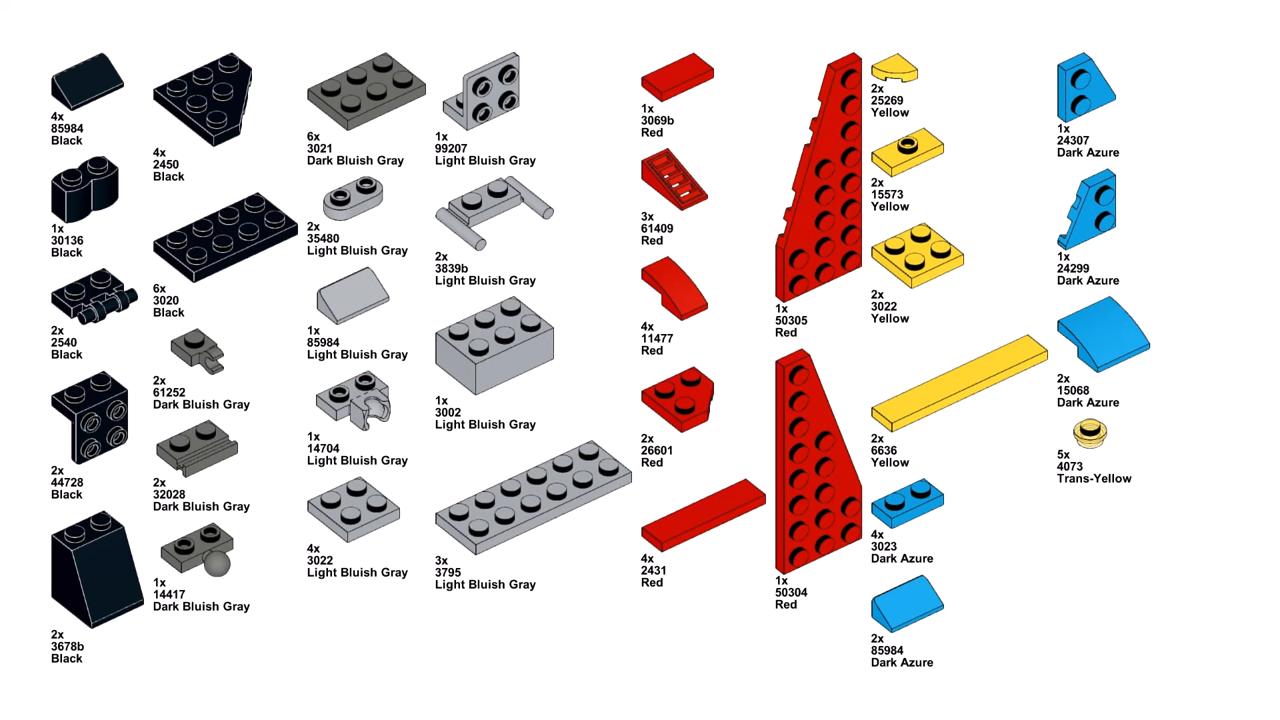 4x
85984
Black
1x
30136
Black
2x
2540
Black
2x
44728
Black
2x
3678b
Black
4x
2450
Black
6x
3020
Black
2x
61252
Dark Bluish Gray
2x
32028
Dark Bluish Gray
1x
14417
Dark Bluish Gray
6x
3021
Dark Bluish Gray
2x
35480
Light Bluish Gray
1x
85984
Light Bluish Gray
1x
14704
Light Bluish Gray
4x
3022
Light Bluish Gray
1x
99207
Light Bluish Gray
2x
3839b
Light Bluish Gray
1x
3002
Light Bluish Gray
3x
3795
Light Bluish Gray
1x
3069b
Red
3x
61409
Red
4x
11477
Red
2x
26601
Red
4x
2431
Red
1x
50305
Red
1x
50304
Red
2x
25269
Yellow
2x
15573
Yellow
2x
3022
Yellow
2x
6636
Yellow
4x
3023
Dark Azure
2x
85984
Dark Azure
1x
24307
Dark Azure
1x
24299
Dark Azure
2x
15068
Dark Azure
5x
4073
Trans-Yellow